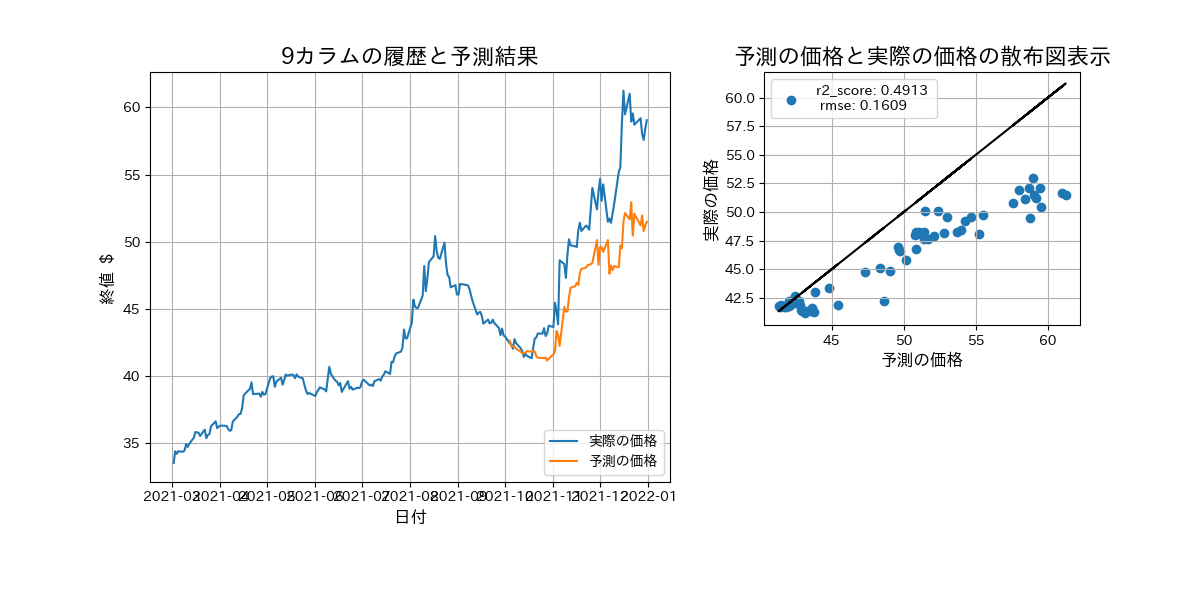 9カラムの履歴と予測結果
60
55
50
45
40
35
終値 $
2021-03 2021-04 2021-05 2021-06 2021-07 2021-08 2021-09 2021-10 2021-11 2021-12 2022-01
日付
実際の価格
予測の価格
予測の価格と実際の価格の散布図表示
r2_score: 0.4913
rmse: 0.1609
60.0
57.5
55.0
52.5
50.0
47.5
45.0
42.5
実際の価格
45 50 55 60
予測の価格